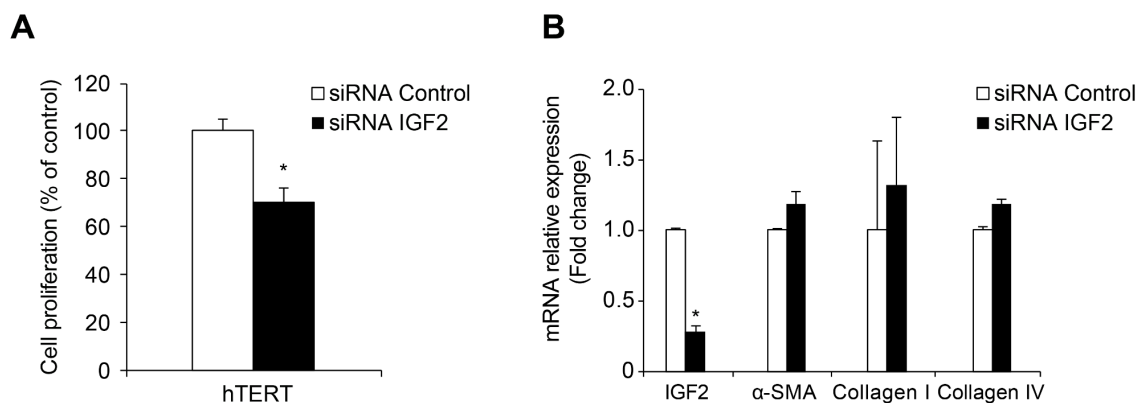 A
Cell proliferation (% of control)
120
100
80
60
40
20
0
siRNA Control
siRNA IGF2
*
hTERT
B
mRNA relative expression
(Fold change)
2.0
1.5
1.0
0.5
0
siRNA Control
siRNA IGF2
*
IGF2
α-SMA
Collagen I
Collagen IV